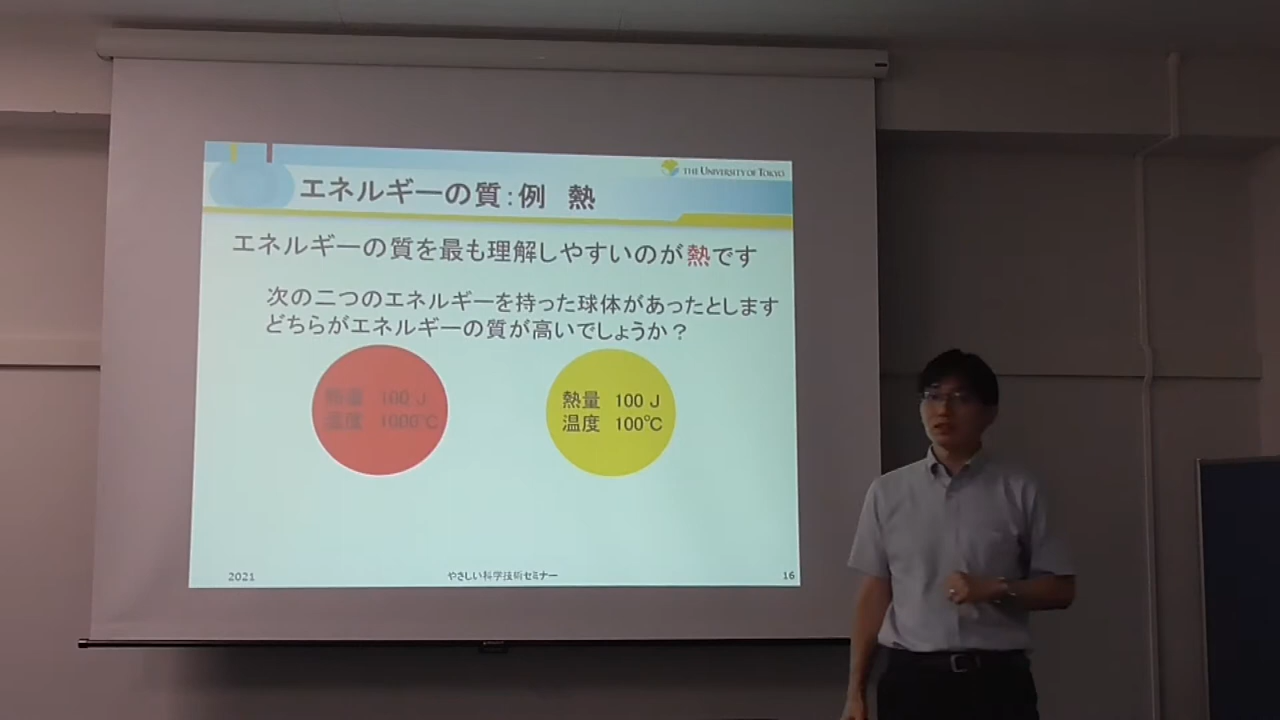 THE UNIVERSITY OF TOKYO
エネルギーの質：例　熱
エネルギーの質を最も理解しやすいのが熱です
次の二つのエネルギーを持った球体があったとします
どちらがエネルギーの質が高いでしょうか？
熱量　100 J
温度　1000℃
熱量　100 J
温度　100℃
2021
やさしい科学技術セミナー
16